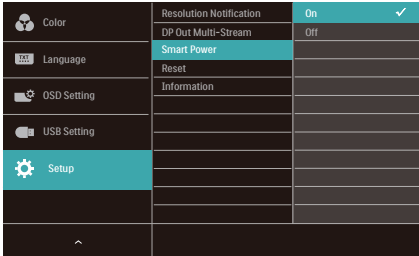 Color
TXT
Language
OSD Setting
USB Setting
Setup
Resolution Notification
DP Out Multi-Stream
Smart Power
Reset
Information
On
Off